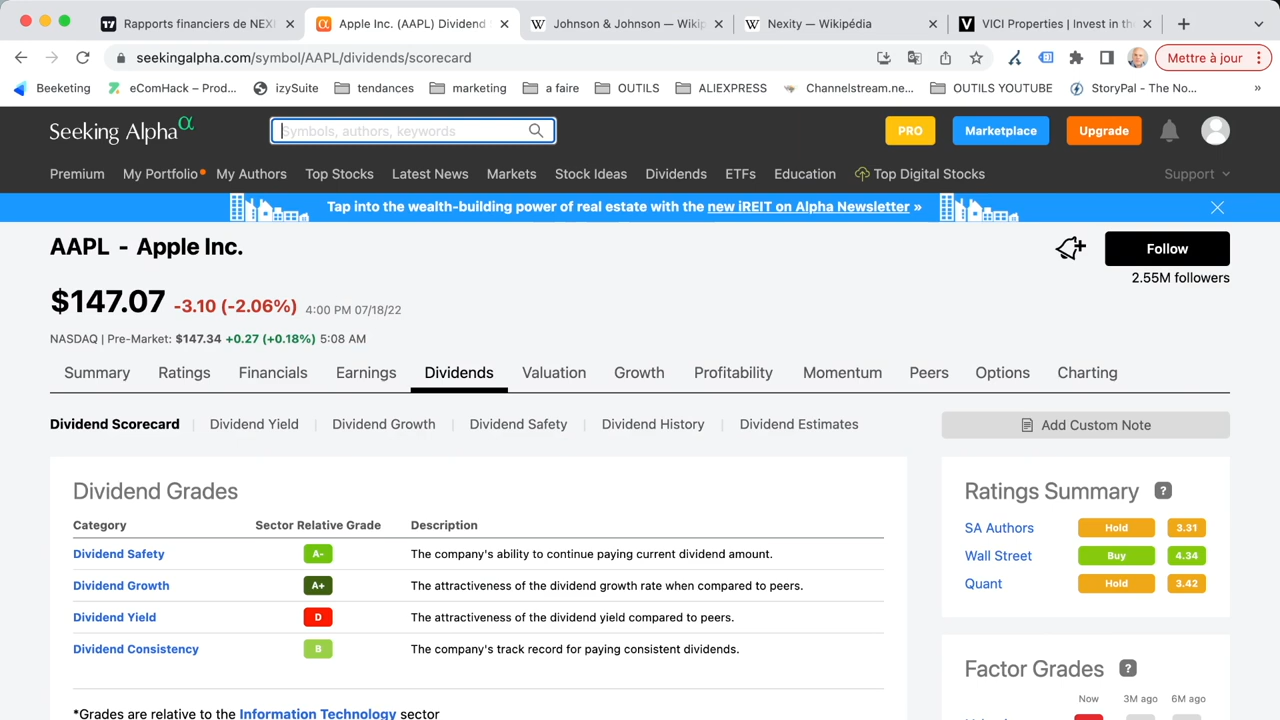 Rapports financiers de NEXI
Apple Inc. (AAPL) Dividend
Johnson & Johnson — Wikip
Nexity — Wikipédia
VICI Properties | Invest in the
seekingalpha.com/symbol/AAPL/dividends/scorecard
Mettre à jour
Beeketing
eComHack – Prod...
izySuite
tendances
marketing
a faire
OUTILS
ALIEXPRESS
Channelstream.ne...
OUTILS YOUTUBE
StoryPal - The No...
»
Seeking Alpha α
Symbols, authors, keywords
PRO
Marketplace
Upgrade
Premium
My Portfolio
My Authors
Top Stocks
Latest News
Markets
Stock Ideas
Dividends
ETFs
Education
Top Digital Stocks
Support
Tap into the wealth-building power of real estate with the new iREIT on Alpha Newsletter »
AAPL - Apple Inc.
Follow
2.55M followers
$147.07 -3.10 (-2.06%) 4:00 PM 07/18/22
NASDAQ | Pre-Market: $147.34 +0.27 (+0.18%) 5:08 AM
Summary
Ratings
Financials
Earnings
Dividends
Valuation
Growth
Profitability
Momentum
Peers
Options
Charting
Dividend Scorecard
Dividend Yield
Dividend Growth
Dividend Safety
Dividend History
Dividend Estimates
Add Custom Note
Dividend Grades
Category Sector Relative Grade Description
Dividend Safety A- The company's ability to continue paying current dividend amount.
Dividend Growth A+ The attractiveness of the dividend growth rate when compared to peers.
Dividend Yield D The attractiveness of the dividend yield compared to peers.
Dividend Consistency B The company's track record for paying consistent dividends.
*Grades are relative to the Information Technology sector
Ratings Summary ?
SA Authors Hold 3.31
Wall Street Buy 4.34
Quant Hold 3.42
Factor Grades ?
Now 3M ago 6M ago